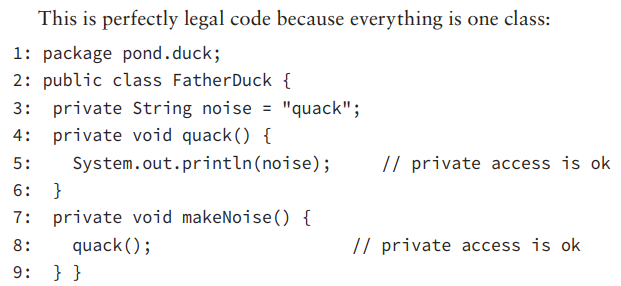 This is perfectly legal code because everything is one class:
1: package pond.duck;
2: public class FatherDuck {
3:  private String noise = "quack";
4:  private void quack() {
5:    System.out.println(noise);     // private access is ok
6:  }
7:  private void makeNoise() {
8:    quack();                    // private access is ok
9:  } }